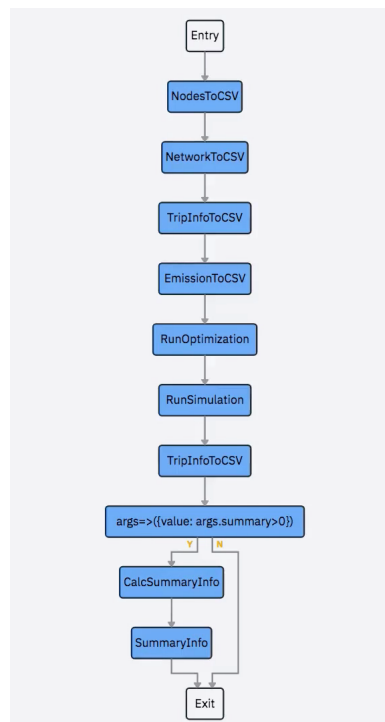 Entry
NodesToCSV
NetworkToCSV
TripInfoToCSV
EmissionToCSV
RunOptimization
RunSimulation
TripInfoToCSV
args=>({value: args.summary>0})
Y N
CalcSummaryInfo
SummaryInfo
Exit